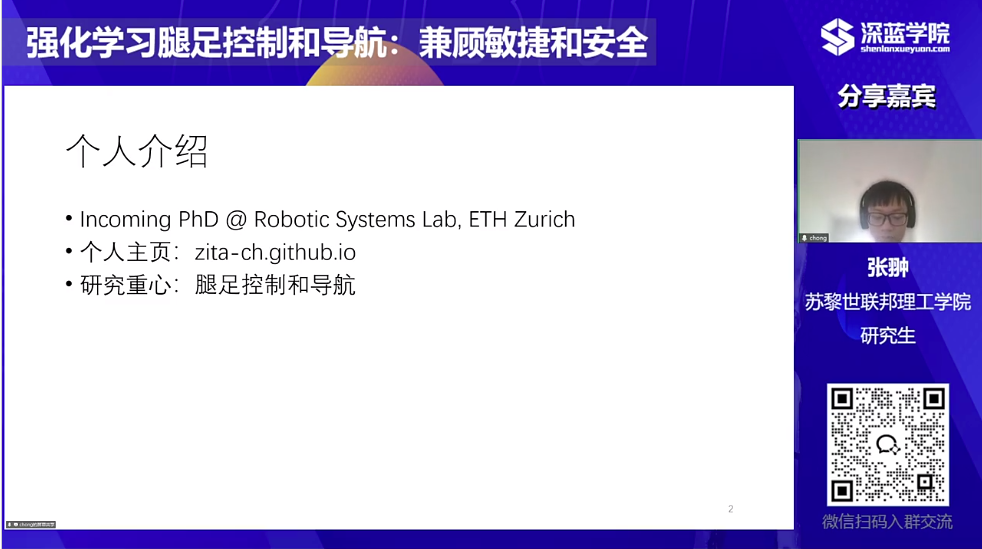 强化学习腿足控制和导航：兼顾敏捷和安全
深蓝学院
shenlanxueyuan.com
分享嘉宾
个人介绍
• Incoming PhD @ Robotic Systems Lab, ETH Zurich
• 个人主页：zita-ch.github.io
• 研究重心：腿足控制和导航
chong
张翀
苏黎世联邦理工学院
研究生
微信扫码入群交流
2